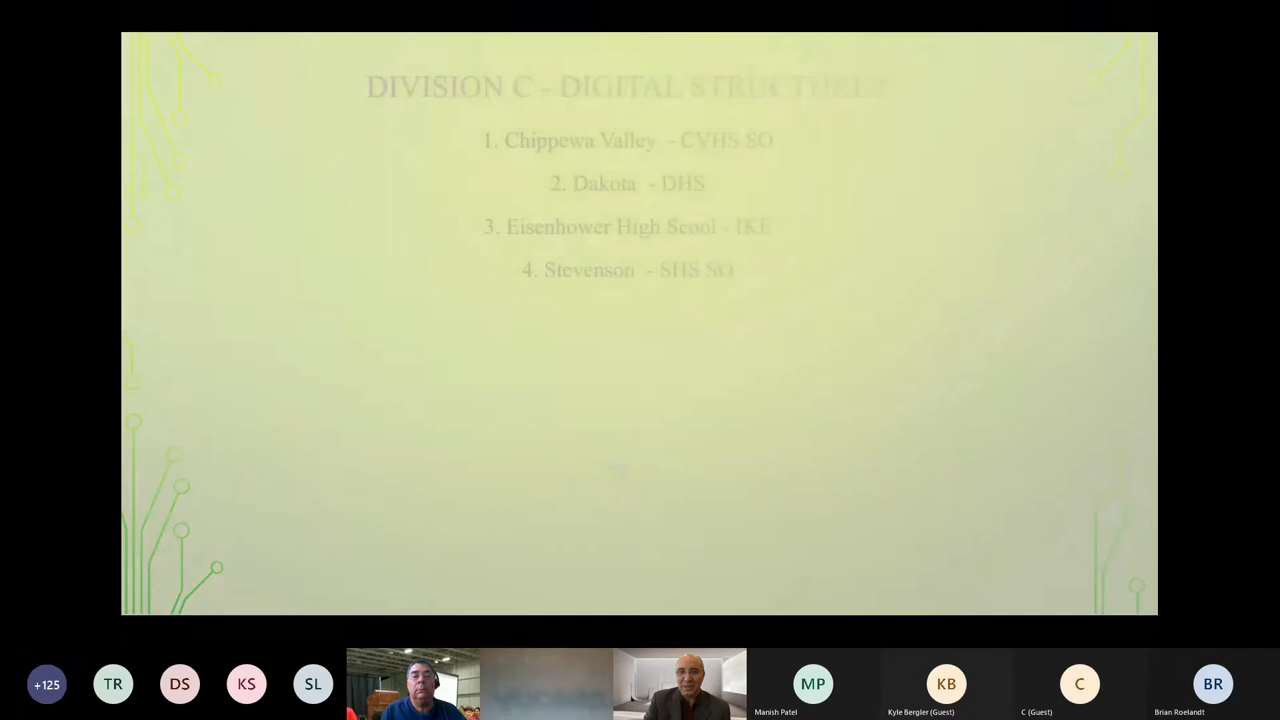 DIVISION C - DIGITAL STRUCTURES
1. Chippewa Valley - CVHS SO
2. Dakota - DHS
3. Eisenhower High Scool - IKE
4. Stevenson - SHS SO
+125
TR
DS
KS
SL
MP
KB
C
BR
Manish Patel
Kyle Bergler (Guest)
C (Guest)
Brian Roelandt